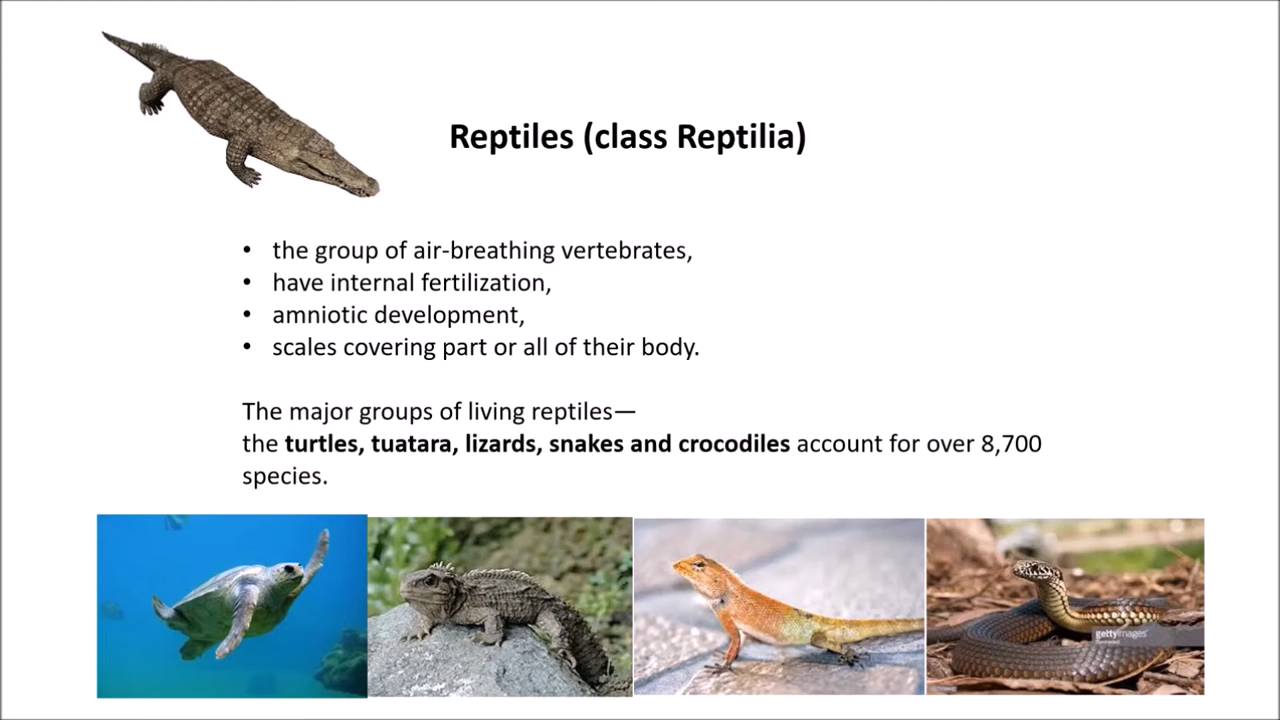 Reptiles (class Reptilia)
• the group of air-breathing vertebrates,
• have internal fertilization,
• amniotic development,
• scales covering part or all of their body.
The major groups of living reptiles—
the turtles, tuatara, lizards, snakes and crocodiles account for over 8,700
species.
gettyimages